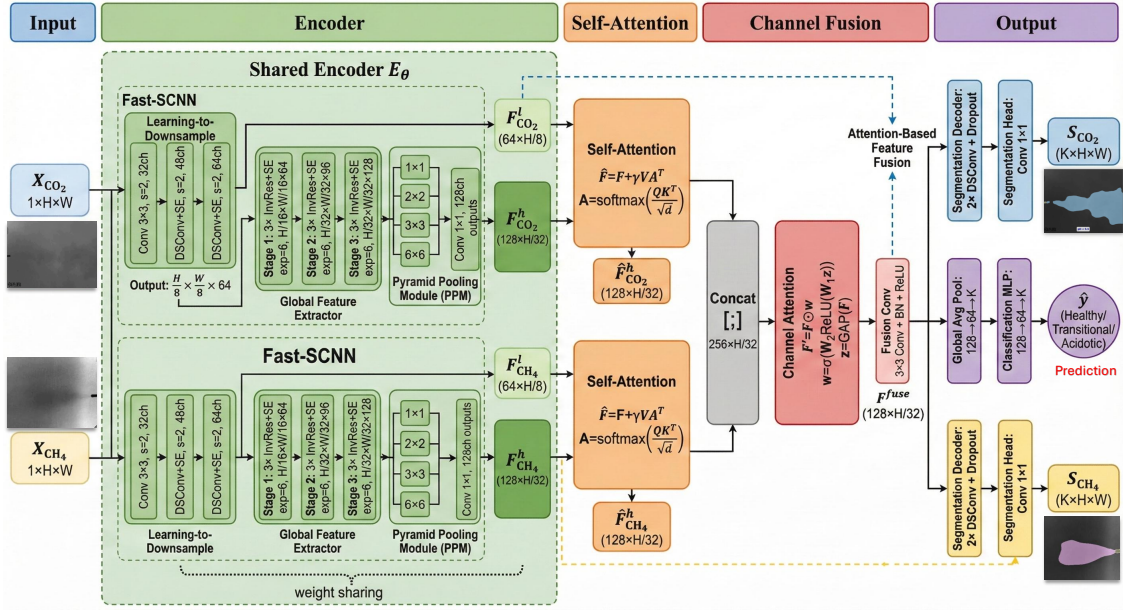 Input
Encoder
Self-Attention
Channel Fusion
Output
Shared Encoder E_θ
Fast-SCNN
Learning-to-
Downsample
Conv 3×3, s=2, 32ch
DSConv+SE, s=2, 48ch
DSConv+SE, s=2, 64ch
Output: H/8 × W/8 × 64
Stage 1: 3× InvRes+SE
exp=6, H/16×W/16×64
Stage 2: 3× InvRes+SE
exp=6, H/32×W/32×96
Stage 3: 3× InvRes+SE
exp=6, H/32×W/32×128
Global Feature
Extractor
1×1
2×2
3×3
6×6
Conv 1×1, 128ch
outputs
Pyramid Pooling
Module (PPM)
X_CO₂
1×H×W
F^l_CO₂
(64×H/8)
F^h_CO₂
(128×H/32)
Self-Attention
F̂=F+γVA^T
A=softmax(QK^T/√d)
F̂^h_CO₂
(128×H/32)
Fast-SCNN
X_CH₄
1×H×W
Conv 3×3, s=2, 32ch
DSConv+SE, s=2, 48ch
DSConv+SE, s=2, 64ch
Learning-to-
Downsample
Stage 1: 3× InvRes+SE
exp=6, H/16×W/16×64
Stage 2: 3× InvRes+SE
exp=6, H/32×W/32×96
Stage 3: 3× InvRes+SE
exp=6, H/32×W/32×128
Global Feature
Extractor
1×1
2×2
3×3
6×6
Conv 1×1, 128ch outputs
Pyramid Pooling
Module (PPM)
weight sharing
F^l_CH₄
(64×H/8)
F^h_CH₄
(128×H/32)
Self-Attention
F̂=F+γVA^T
A=softmax(QK^T/√d)
F̂^h_CH₄
(128×H/32)
Concat
[;]
256×H/32
Channel Attention
F'=F⊙w
w=σ(W₂ReLU(W₁z))
z=GAP(F)
Attention-Based
Feature
Fusion
Fusion Conv
3×3 Conv + BN + ReLU
F^fuse
(128×H/32)
Segmentation Decoder:
2× DSConv + Dropout
Segmentation Head:
Conv 1×1
S_CO₂
(K×H×W)
Global Avg Pool:
128→64→K
Classification MLP:
128→64→K
ŷ
(Healthy/
Transitional/
Acidotic)
Prediction
Segmentation Decoder:
2× DSConv + Dropout
Segmentation Head:
Conv 1×1
S_CH₄
(K×H×W)